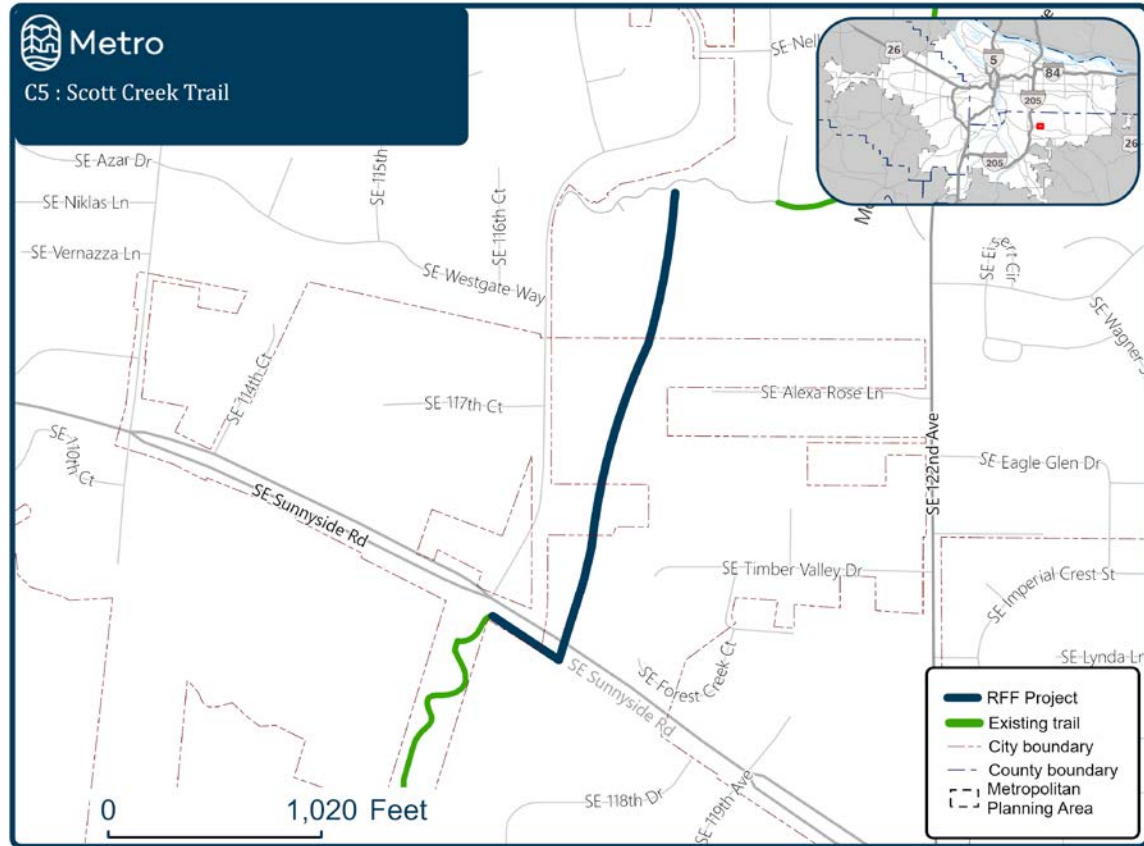 Metro
C5 : Scott Creek Trail
26
5
84
205
205
26
SE Nell
SE Azar Dr
SE 115th
SE 116th Ct
SE Niklas Ln
SE Vernazza Ln
SE Westgate Way
SE Wagner S
SE 114th Ct
SE 117th Ct
SE Alexa Rose Ln
SE 110th Ct
SE Sunnyside Rd
SE 122nd Ave
SE Eagle Glen Dr
SE Timber Valley Dr
SE Imperial Crest St
SE Forest Creek Ct
SE Sunnyside Rd
SE Lynda Ln
SE 118th Dr
SE 119th Ave
0 1,020 Feet
RFF Project
Existing trail
City boundary
County boundary
Metropolitan
Planning Area